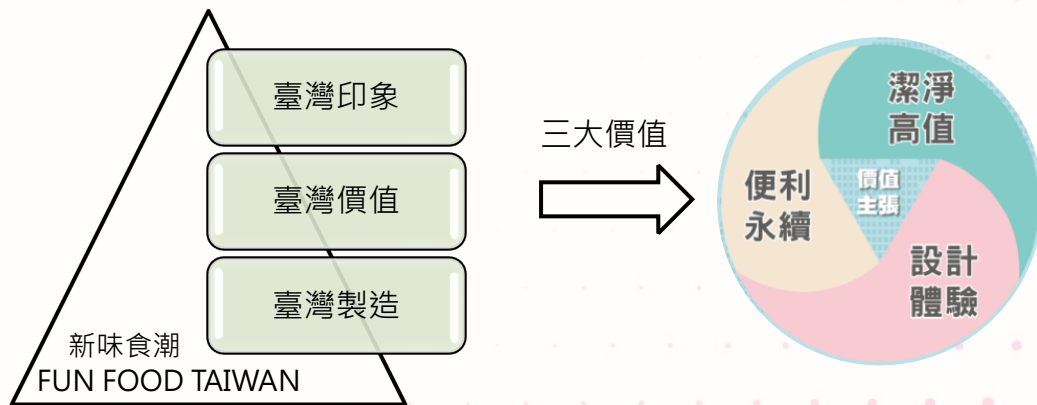 臺灣印象
臺灣價值
臺灣製造
新味食潮
FUN FOOD TAIWAN
三大價值
潔淨
高值
便利
永續
價值
主張
設計
體驗